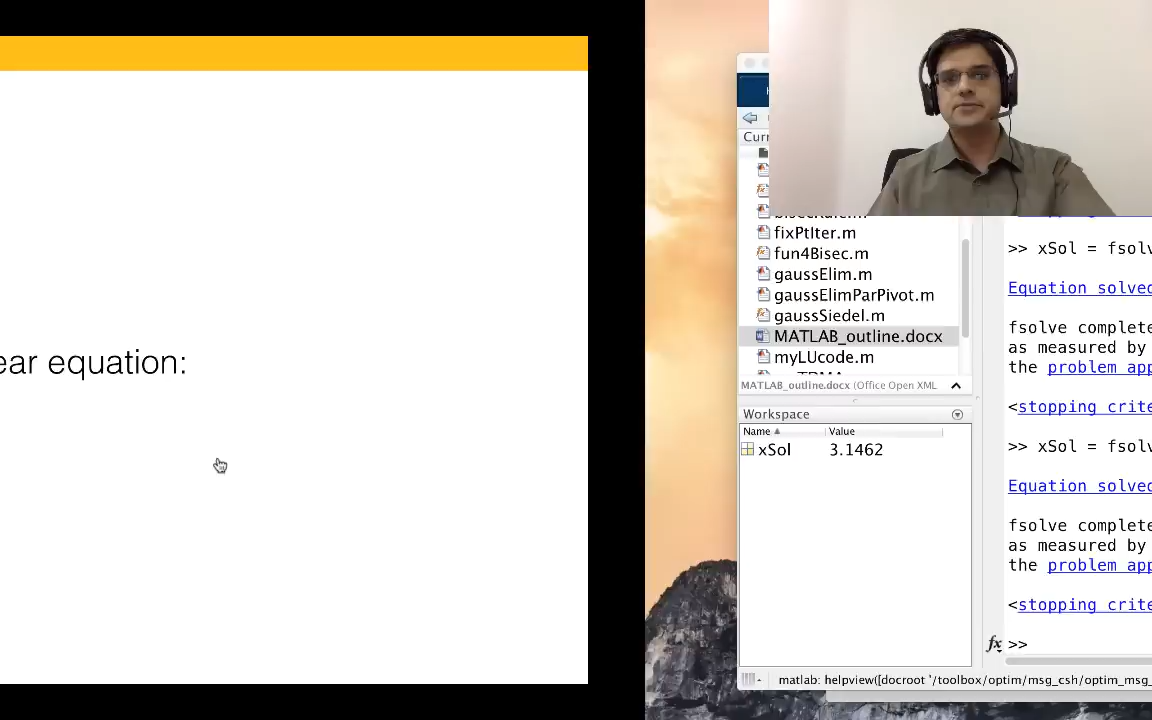 ear equation:
Curr
fixPtIter.m
fun4Bisec.m
gaussElim.m
gaussElimParPivot.m
gaussSiedel.m
MATLAB_outline.docx
myLUcode.m
MATLAB_outline.docx (Office Open XML
Workspace
Name Value
xSol 3.1462
>> xSol = fsolv
Equation solved
fsolve complete
as measured by
the problem app
<stopping crite
>> xSol = fsolv
Equation solved
fsolve complete
as measured by
the problem app
<stopping crite
fx >>
matlab: helpview([docroot '/toolbox/optim/msg_csh/optim_msg_